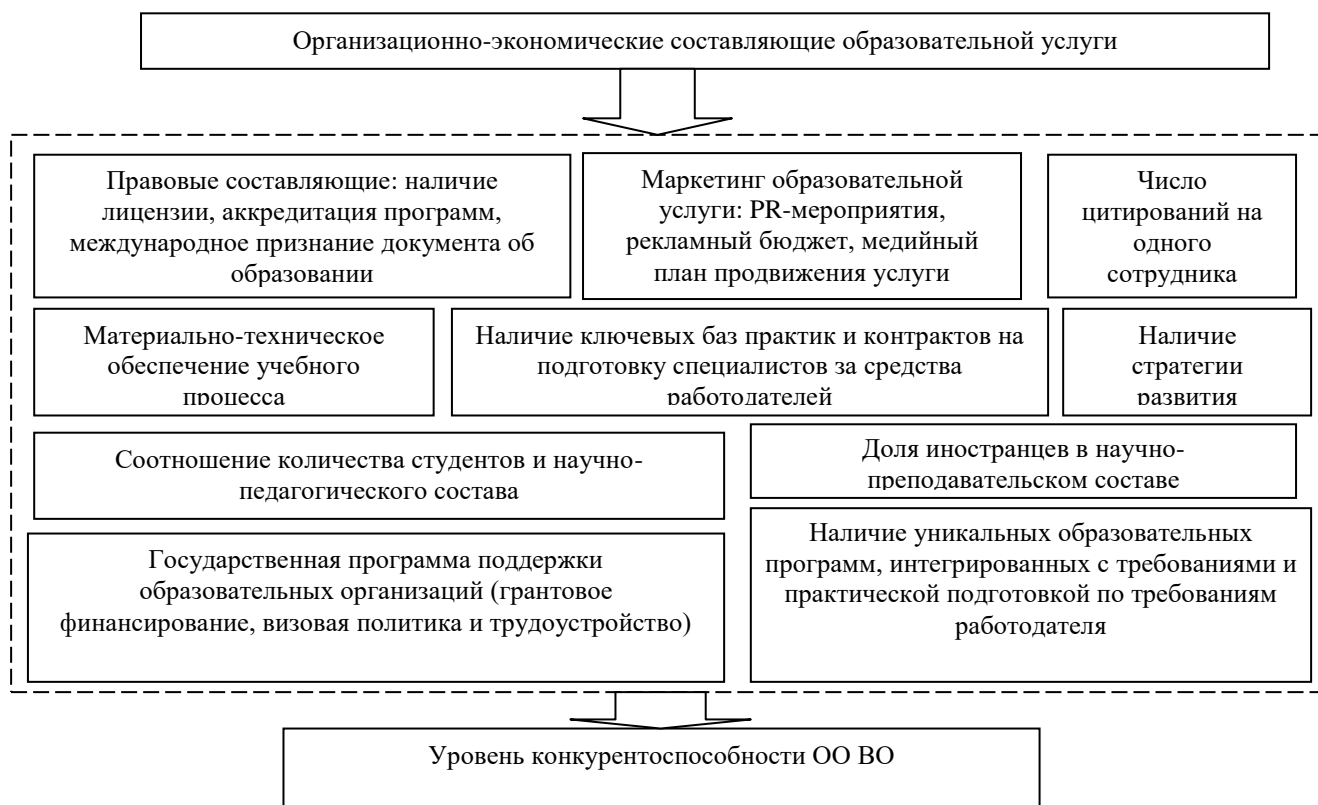 Организационно-экономические составляющие образовательной услуги
Правовые составляющие: наличие
лицензии, аккредитация программ,
международное признание документа об
образовании
Маркетинг образовательной
услуги: PR-мероприятия,
рекламный бюджет, медийный
план продвижения услуги
Число
цитирований на
одного
сотрудника
Материально-техническое
обеспечение учебного
процесса
Наличие ключевых баз практик и контрактов на
подготовку специалистов за средства
работодателей
Наличие
стратегии
развития
Соотношение количества студентов и научно-
педагогического состава
Доля иностранцев в научно-
преподавательском составе
Государственная программа поддержки
образовательных организаций (грантовое
финансирование, визовая политика и трудоустройство)
Наличие уникальных образовательных
программ, интегрированных с требованиями и
практической подготовкой по требованиям
работодателя
Уровень конкурентоспособности ОО ВО